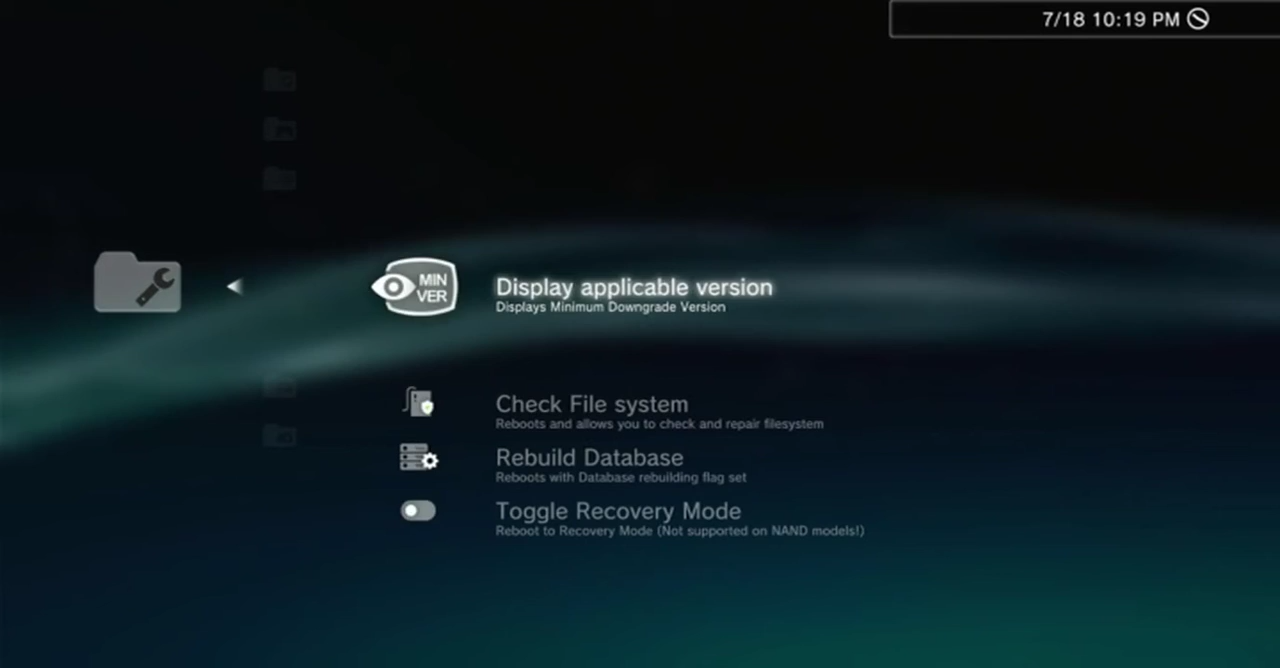 7/18 10:19 PM
MIN
VER
Display applicable version
Displays Minimum Downgrade Version
Check File system
Reboots and allows you to check and repair filesystem
Rebuild Database
Reboots with Database rebuilding flag set
Toggle Recovery Mode
Reboot to Recovery Mode (Not supported on NAND models!)